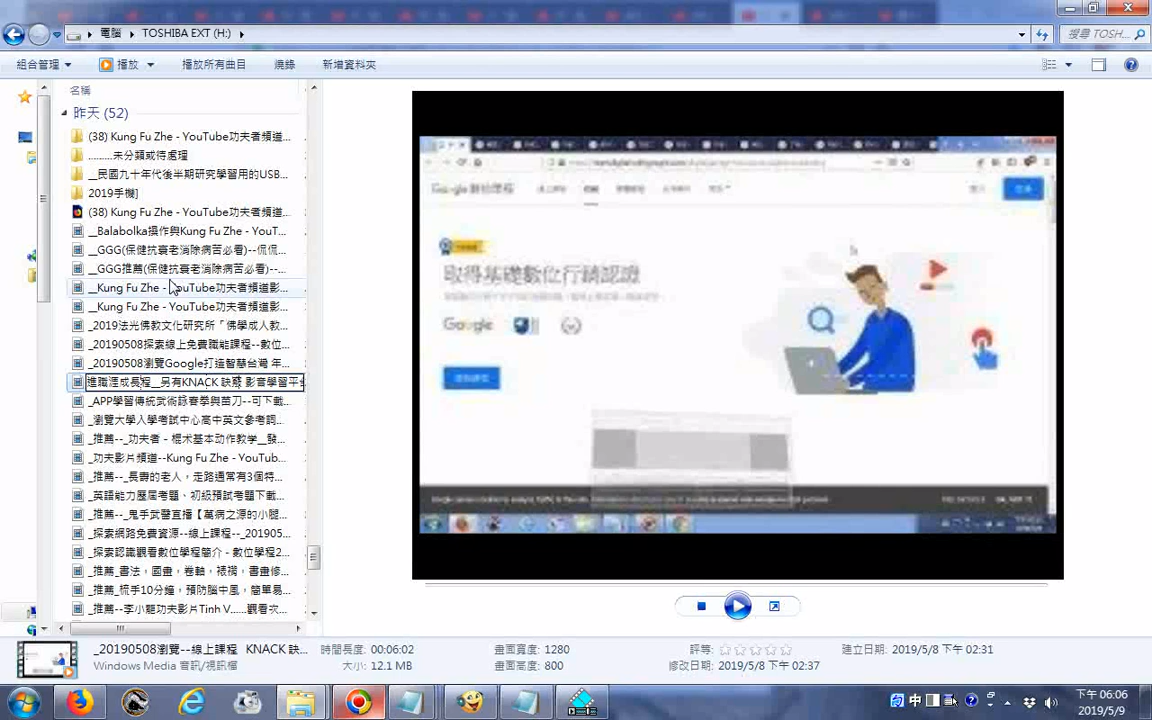 電腦 ▸ TOSHIBA EXT (H:) ▸
搜尋 TOSH...
組合管理 ▼ 播放 ▼ 播放所有曲目 燒錄 新增資料夾
名稱
昨天 (52)
(38) Kung Fu Zhe - YouTube功夫者頻道...
.........未分類或待處理
__民國九十年代後半期研究學習用的USB...
2019手機]
(38) Kung Fu Zhe - YouTube功夫者頻道...
__Balabolka操作與Kung Fu Zhe - YouT...
__GGG(保健抗衰老消除病苦必看)--侃侃...
__GGG推薦(保健抗衰老消除病苦必看)--...
__Kung Fu Zhe - YouTube功夫者頻道影...
__Kung Fu Zhe - YouTube功夫者頻道影...
_2019法光佛教文化研究所「佛學成人教...
_20190508探索線上免費職能課程--數位...
_20190508瀏覽Google打造智慧台灣 年...
進職涯成長程__另有KNACK 訣竅 影音學習平台
_APP學習傳統武術詠春拳與苗刀--可下載...
_瀏覽大學入學考試中心高中英文參考詞...
_推薦--_功夫者 - 棍术基本动作教学__發...
_功夫影片頻道--Kung Fu Zhe - YouTub...
_推薦--_長壽的老人，走路通常有3個特...
_英語能力歷屆考題、初級預試考題下載...
_推薦--_鬼手武醫直播【萬病之源的小腿...
_探索網路免費資源--線上課程--_201905...
_探索認識觀看數位學程簡介 - 數位學程2...
_推薦_書法，國畫，卷軸，裱褙，書畫修...
_推薦_梳手10分鐘，預防腦中風，簡單易...
_推薦--李小龍功夫影片Tinh V......觀看次...
Google 數位學程
取得基礎數位行銷認證
Google
_20190508瀏覽--線上課程 KNACK 訣... 時間長度: 00:06:02 畫面寬度: 1280 評等: 建立日期: 2019/5/8 下午 02:31
Windows Media 音訊/視訊檔 大小: 12.1 MB 畫面高度: 800 修改日期: 2019/5/8 下午 02:37
中
下午 06:06
2019/5/9